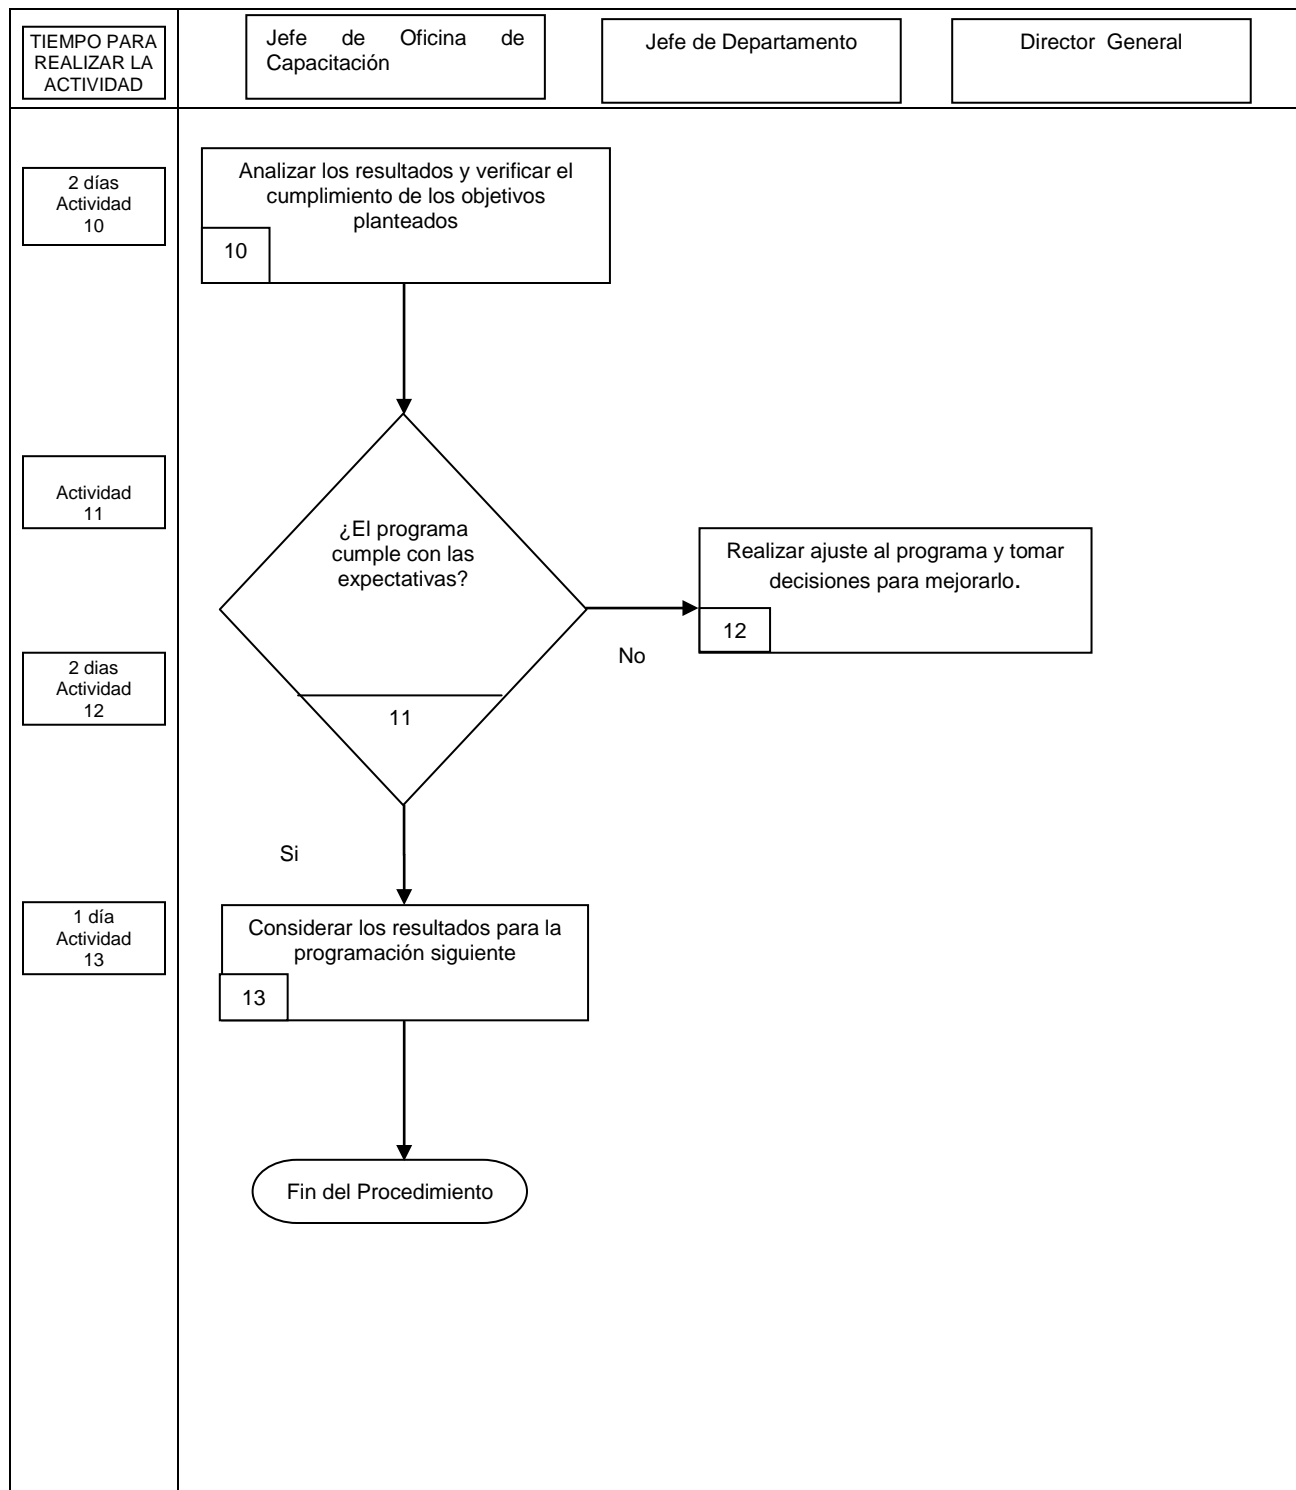 TIEMPO PARA
REALIZAR LA
ACTIVIDAD
Jefe de Oficina de
Capacitación
Jefe de Departamento
Director General
2 días
Actividad
10
Analizar los resultados y verificar el
cumplimiento de los objetivos
planteados
10
Actividad
11
¿El programa
cumple con las
expectativas?
11
Realizar ajuste al programa y tomar
decisiones para mejorarlo.
12
No
2 dias
Actividad
12
Si
1 día
Actividad
13
Considerar los resultados para la
programación siguiente
13
Fin del Procedimiento